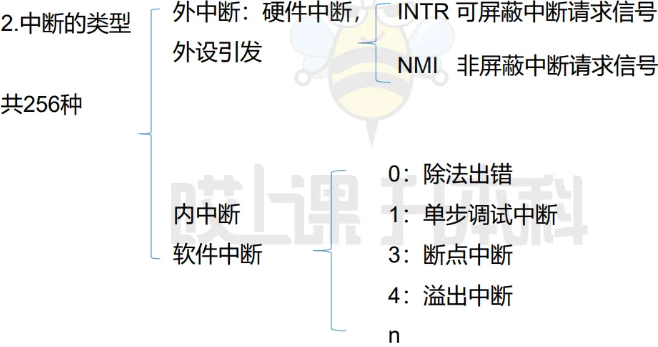 2.中断的类型
共256种
外中断：硬件中断，
外设引发
INTR 可屏蔽中断请求信号
NMI 非屏蔽中断请求信号
内中断
软件中断
0：除法出错
1：单步调试中断
3：断点中断
4：溢出中断
n
哎上课 升本科